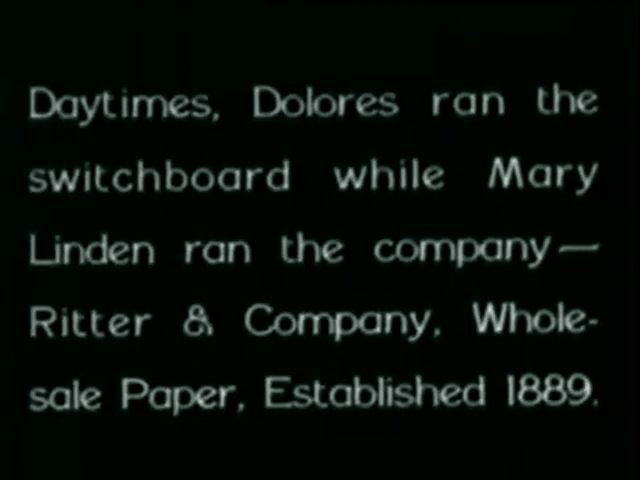 Daytimes, Dolores ran the
switchboard while Mary
Linden ran the company—
Ritter & Company, Whole-
sale Paper, Established 1889.